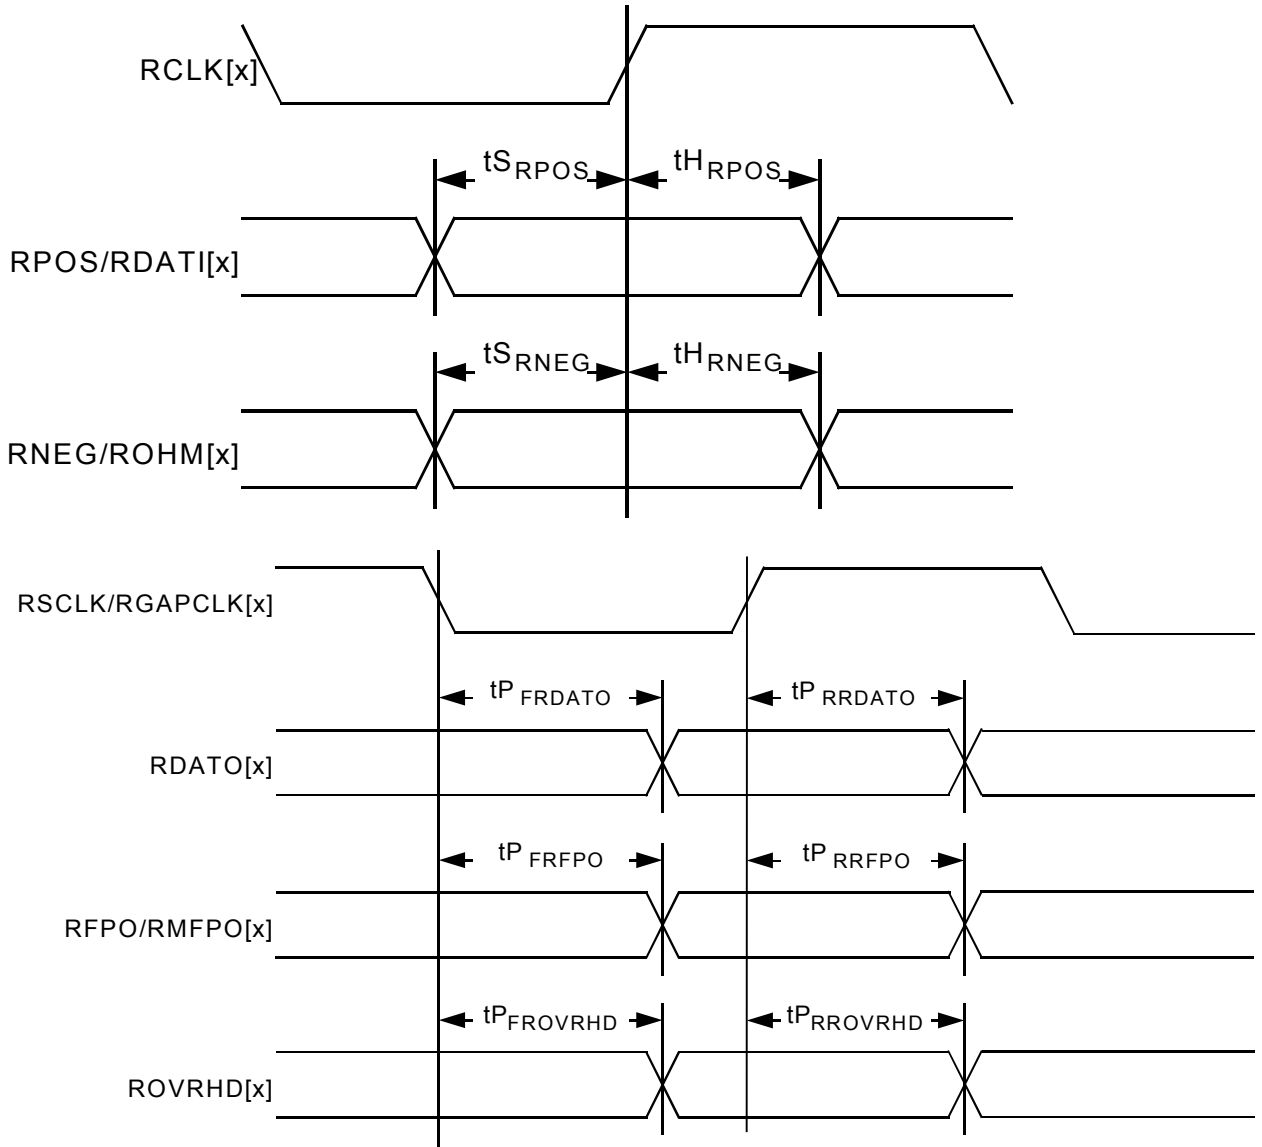 RCLK[x]
tSRPOS tHRPOS
RPOS/RDATI[x]
tSRNEG tHRNEG
RNEG/ROHM[x]
RSCLK/RGAPCLK[x]
tP FRDATO tP RRDATO
RDATO[x]
tP FRFPO tP RRFPO
RFPO/RMFPO[x]
tPFROVRHD tPRROVRHD
ROVRHD[x]